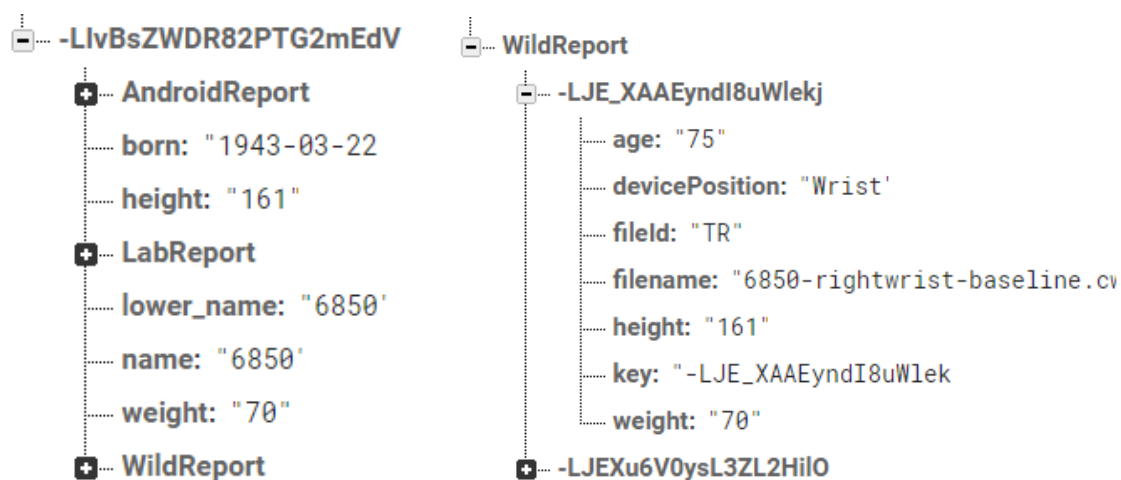 -LIvBsZWDR82PTG2mEdV
AndroidReport
born: "1943-03-22
height: "161"
LabReport
lower_name: "6850'
name: "6850'
weight: "70"
WildReport
WildReport
-LJE_XAAEyndI8uWlekj
age: "75"
devicePosition: "Wrist'
fileId: "TR"
filename: "6850-rightwrist-baseline.cw
height: "161"
key: "-LJE_XAAEyndI8uWlek
weight: "70"
-LJEXu6V0ysL3ZL2HilO